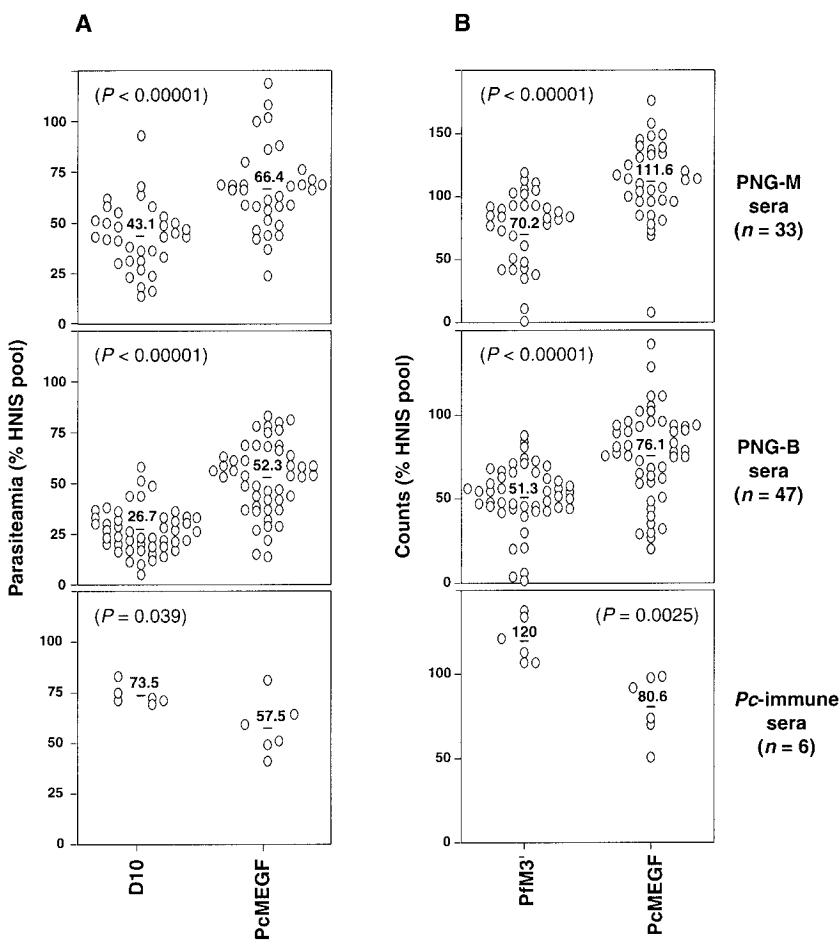 A
B
(P < 0.00001)
(P < 0.00001)
100
75
50
25
0
66.4
43.1
150
100
50
0
111.6
70.2
PNG-M
sera
(n = 33)
(P < 0.00001)
(P < 0.00001)
100
75
50
25
0
52.3
26.7
100
50
0
76.1
51.3
PNG-B
sera
(n = 47)
Parasiteamia (% HNIS pool)
Counts (% HNIS pool)
(P = 0.039)
(P = 0.0025)
100
75
50
25
0
73.5
57.5
100
50
0
120
80.6
Pc-immune
sera
(n = 6)
D10
PcMEGF
PfM3'
PcMEGF